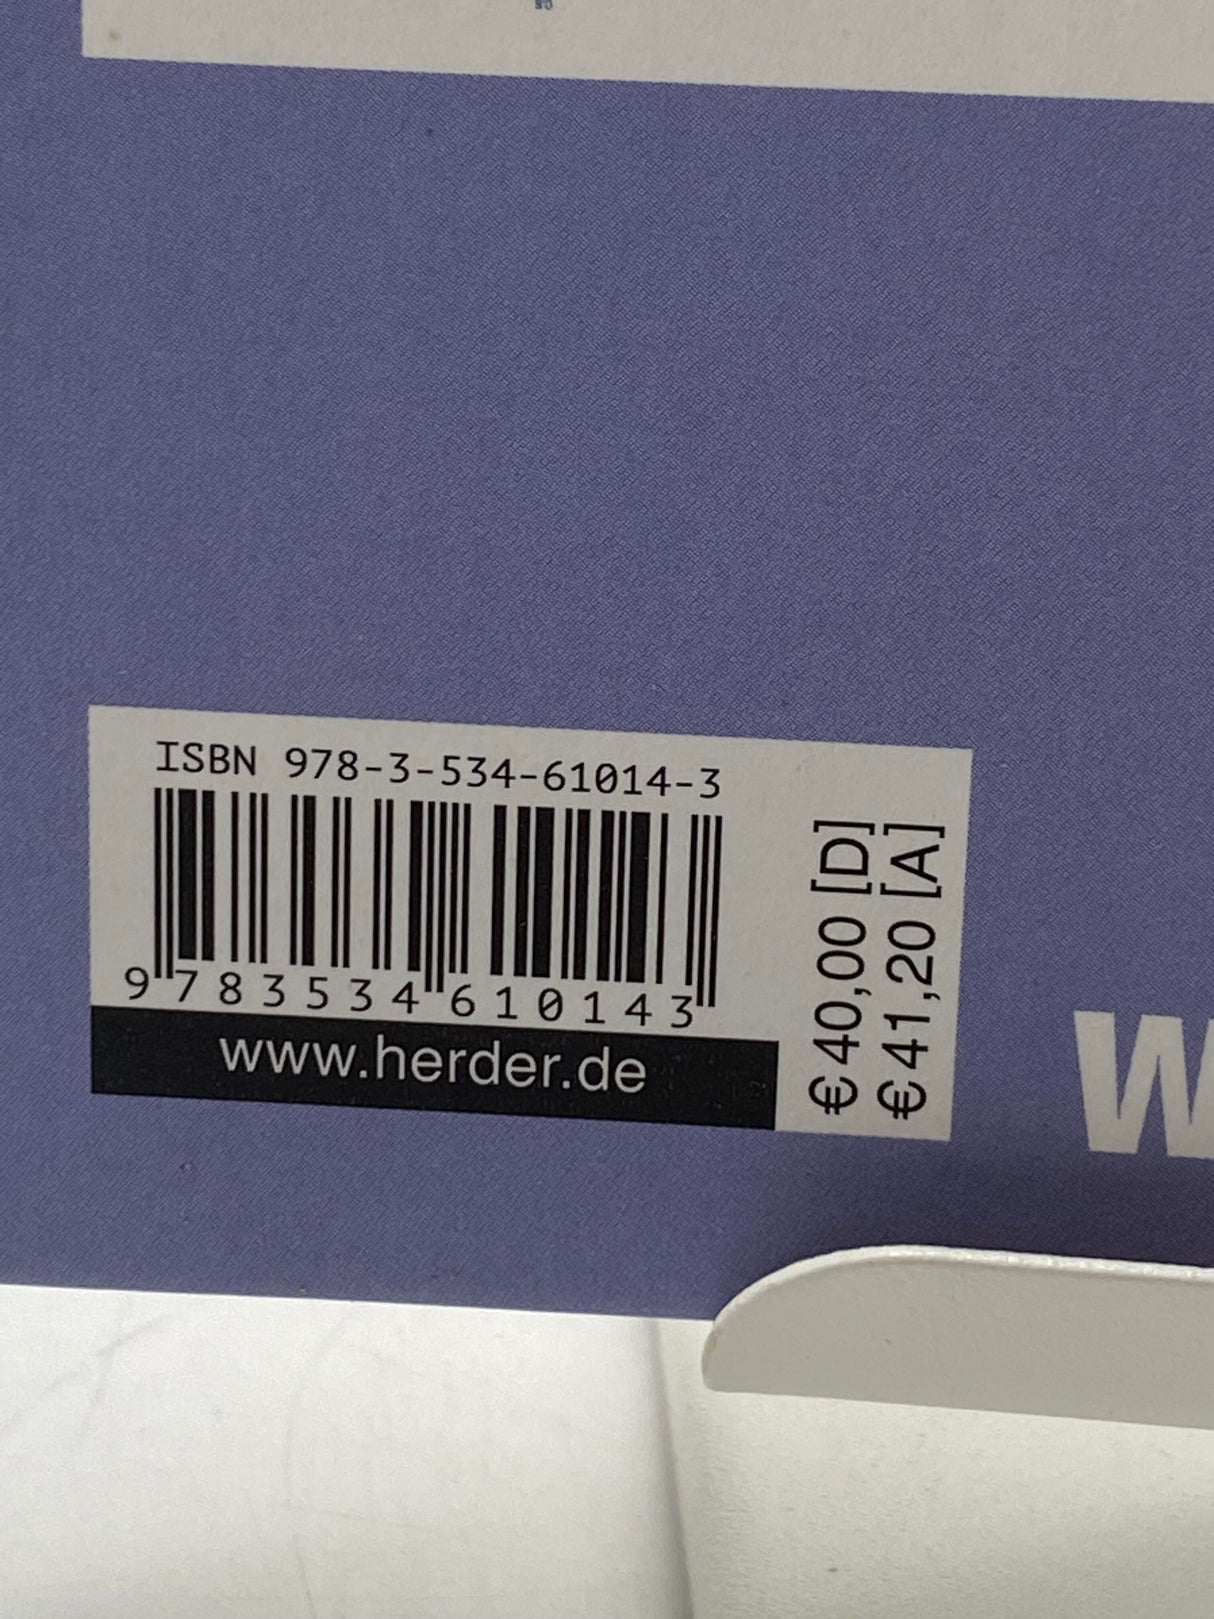 ISBN 978-3-534-61014-3
9 783534 610143
www.herder.de
€ 40,00 [D]
€ 41,20 [A]
W